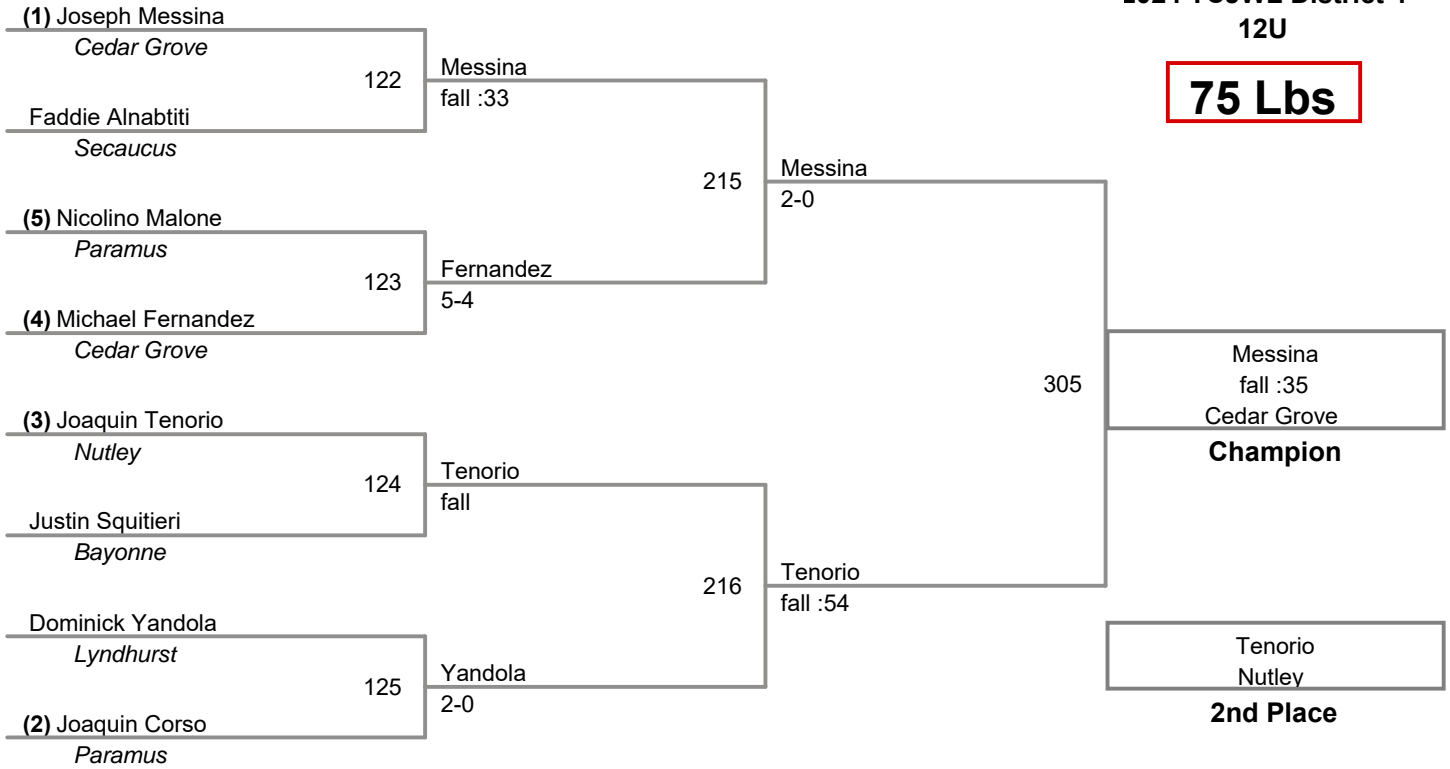 12U
75 Lbs
(1) Joseph Messina
Cedar Grove
122
Messina
fall :33
Faddie Alnabtiti
Secaucus
215
Messina
2-0
(5) Nicolino Malone
Paramus
123
Fernandez
5-4
(4) Michael Fernandez
Cedar Grove
305
Messina
fall :35
Cedar Grove
Champion
(3) Joaquin Tenorio
Nutley
124
Tenorio
fall
Justin Squitieri
Bayonne
216
Tenorio
fall :54
Dominick Yandola
Lyndhurst
125
Yandola
2-0
(2) Joaquin Corso
Paramus
Tenorio
Nutley
2nd Place